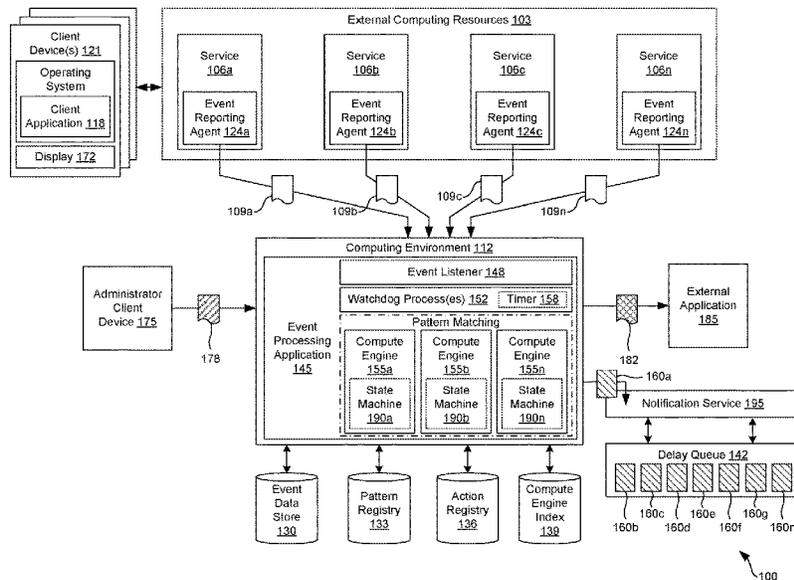 External Computing Resources 103
Client
Device(s) 121
Operating
System
Client
Application 118
Display 172
Service
106a
Event
Reporting
Agent 124a
Service
106b
Event
Reporting
Agent 124b
Service
106c
Event
Reporting
Agent 124c
Service
106n
Event
Reporting
Agent 124n
109a
109b
109c
109n
Computing Environment 112
Event Listener 148
Watchdog Process(es) 152
Timer 158
Pattern Matching
Event
Processing
Application
145
Compute
Engine
155a
State
Machine
190a
Compute
Engine
155b
State
Machine
190b
Compute
Engine
155n
State
Machine
190n
Administrator
Client
Device 175
178
External
Application
185
182
160a
Notification Service 195
Delay Queue 142
160b
160c
160d
160e
160f
160g
160n
Event
Data
Store
130
Pattern
Registry
133
Action
Registry
136
Compute
Engine
Index
139
100